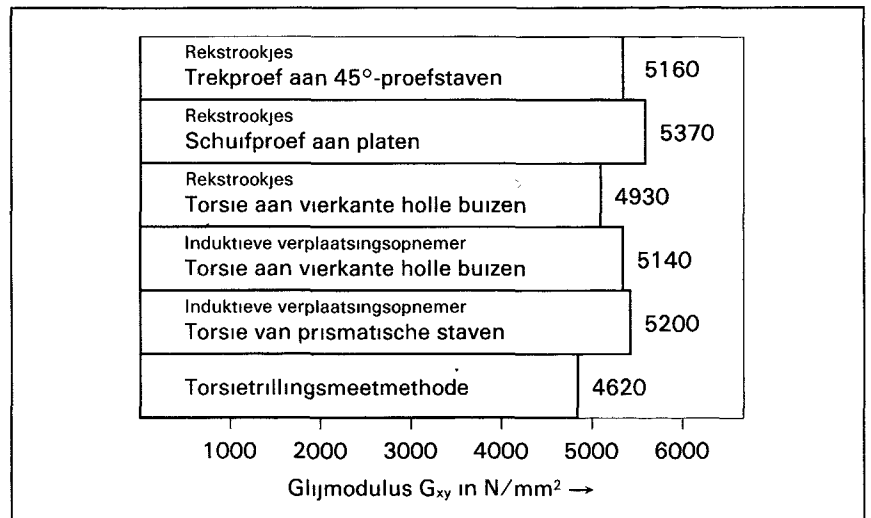 Rekstrookjes
Trekproef aan 45°-proefstaven
5160
Rekstrookjes
Schuifproef aan platen
5370
Rekstrookjes
Torsie aan vierkante holle buizen
4930
Induktieve verplaatsingsopnemer
Torsie aan vierkante holle buizen
5140
Induktieve verplaatsingsopnemer
Torsie van prismatische staven
5200
Torsietrillingsmeetmethode
4620
1000 2000 3000 4000 5000 6000
Glijmodulus Gxy in N/mm² →